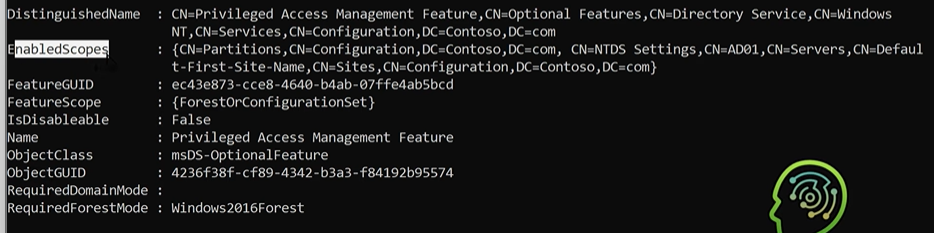 DistinguishedName : CN=Privileged Access Management Feature,CN=Optional Features,CN=Directory Service,CN=Windows
NT,CN=Services,CN=Configuration,DC=Contoso,DC=com
EnabledScopes : {CN=Partitions,CN=Configuration,DC=Contoso,DC=com, CN=NTDS Settings,CN=AD01,CN=Servers,CN=Defaul
t-First-Site-Name,CN=Sites,CN=Configuration,DC=Contoso,DC=com}
FeatureGUID : ec43e873-cce8-4640-b4ab-07ffe4ab5bcd
FeatureScope : {ForestOrConfigurationSet}
IsDisableable : False
Name : Privileged Access Management Feature
ObjectClass : msDS-OptionalFeature
ObjectGUID : 4236f38f-cf89-4342-b3a3-f84192b95574
RequiredDomainMode :
RequiredForestMode : Windows2016Forest